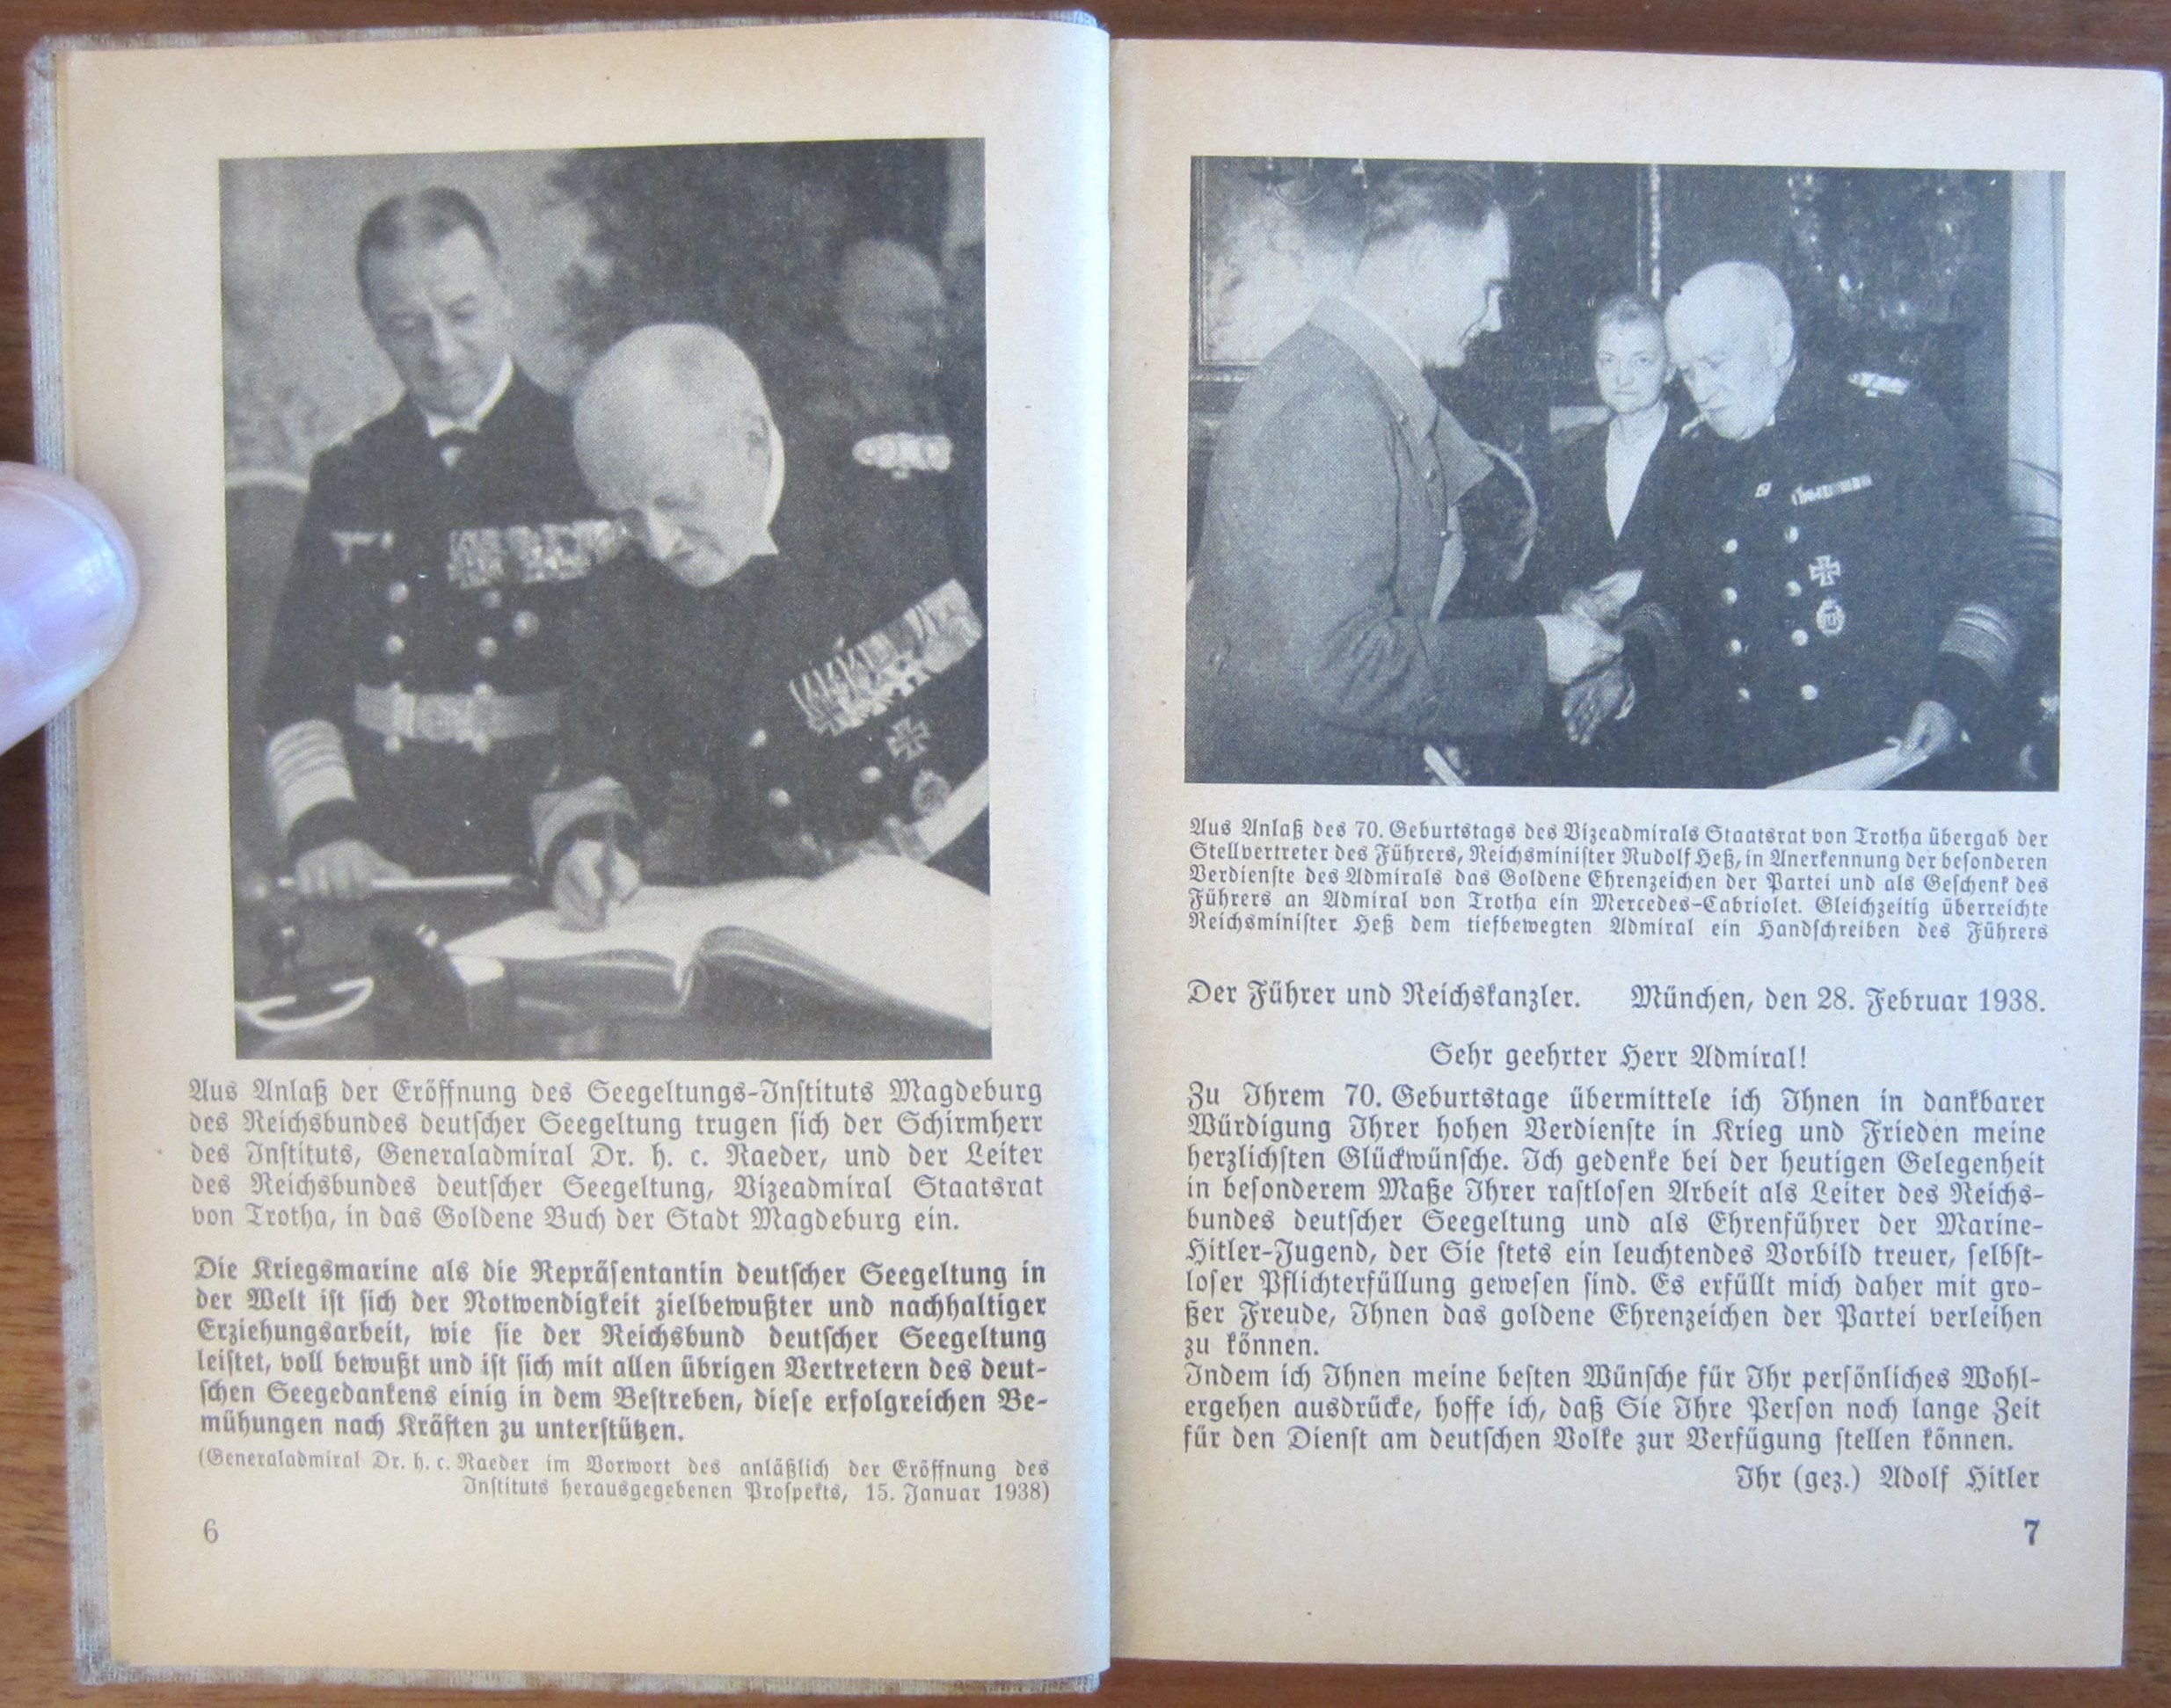 Aus Anlaß der Eröffnung des Seegeltungs-Instituts Magdeburg
des Reichsbundes deutscher Seegeltung trugen sich der Schirmherr
des Instituts, Generaladmiral Dr. h. c. Raeder, und der Leiter
des Reichsbundes deutscher Seegeltung, Vizeadmiral Staatsrat
von Trotha, in das Goldene Buch der Stadt Magdeburg ein.
Die Kriegsmarine als die Repräsentantin deutscher Seegeltung in
der Welt ist sich der Notwendigkeit zielbewußter und nachhaltiger
Erziehungsarbeit, wie sie der Reichsbund deutscher Seegeltung
leistet, voll bewußt und ist sich mit allen übrigen Vertretern des deut-
schen Seegedankens einig in dem Bestreben, diese erfolgreichen Be-
mühungen nach Kräften zu unterstützen.
(Generaladmiral Dr. h. c. Raeder im Vorwort des anläßlich der Eröffnung des
Instituts herausgegebenen Prospekts, 15. Januar 1938)
6
Aus Anlaß des 70. Geburtstags des Vizeadmirals Staatsrat von Trotha übergab der
Stellvertreter des Führers, Reichsminister Rudolf Heß, in Anerkennung der besonderen
Verdienste des Admirals das Goldene Ehrenzeichen der Partei und als Geschenk des
Führers an Admiral von Trotha ein Mercedes-Cabriolet. Gleichzeitig überreichte
Reichsminister Heß dem tiefbewegten Admiral ein Handschreiben des Führers
Der Führer und Reichskanzler. München, den 28. Februar 1938.
Sehr geehrter Herr Admiral!
Zu Ihrem 70. Geburtstage übermittele ich Ihnen in dankbarer
Würdigung Ihrer hohen Verdienste in Krieg und Frieden meine
herzlichsten Glückwünsche. Ich gedenke bei der heutigen Gelegenheit
in besonderem Maße Ihrer rastlosen Arbeit als Leiter des Reichs-
bundes deutscher Seegeltung und als Ehrenführer der Marine-
Hitler-Jugend, der Sie stets ein leuchtendes Vorbild treuer, selbst-
loser Pflichterfüllung gewesen sind. Es erfüllt mich daher mit gro-
ßer Freude, Ihnen das goldene Ehrenzeichen der Partei verleihen
zu können.
Indem ich Ihnen meine besten Wünsche für Ihr persönliches Wohl-
ergehen ausdrücke, hoffe ich, daß Sie Ihre Person noch lange Zeit
für den Dienst am deutschen Volke zur Verfügung stellen können.
Ihr (gez.) Adolf Hitler
7